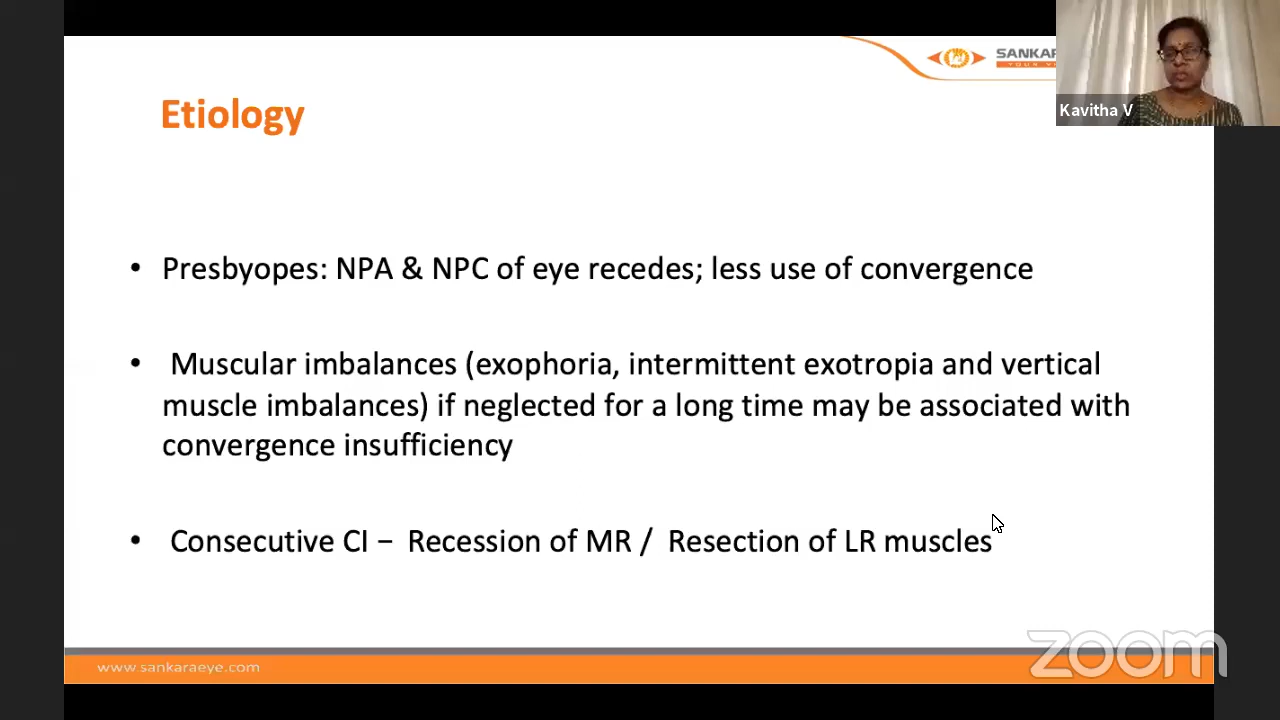 SANKARA
Kavitha V
Etiology
• Presbyopes: NPA & NPC of eye recedes; less use of convergence
• Muscular imbalances (exophoria, intermittent exotropia and vertical
muscle imbalances) if neglected for a long time may be associated with
convergence insufficiency
• Consecutive CI – Recession of MR / Resection of LR muscles
zoom
www.sankaraeye.com